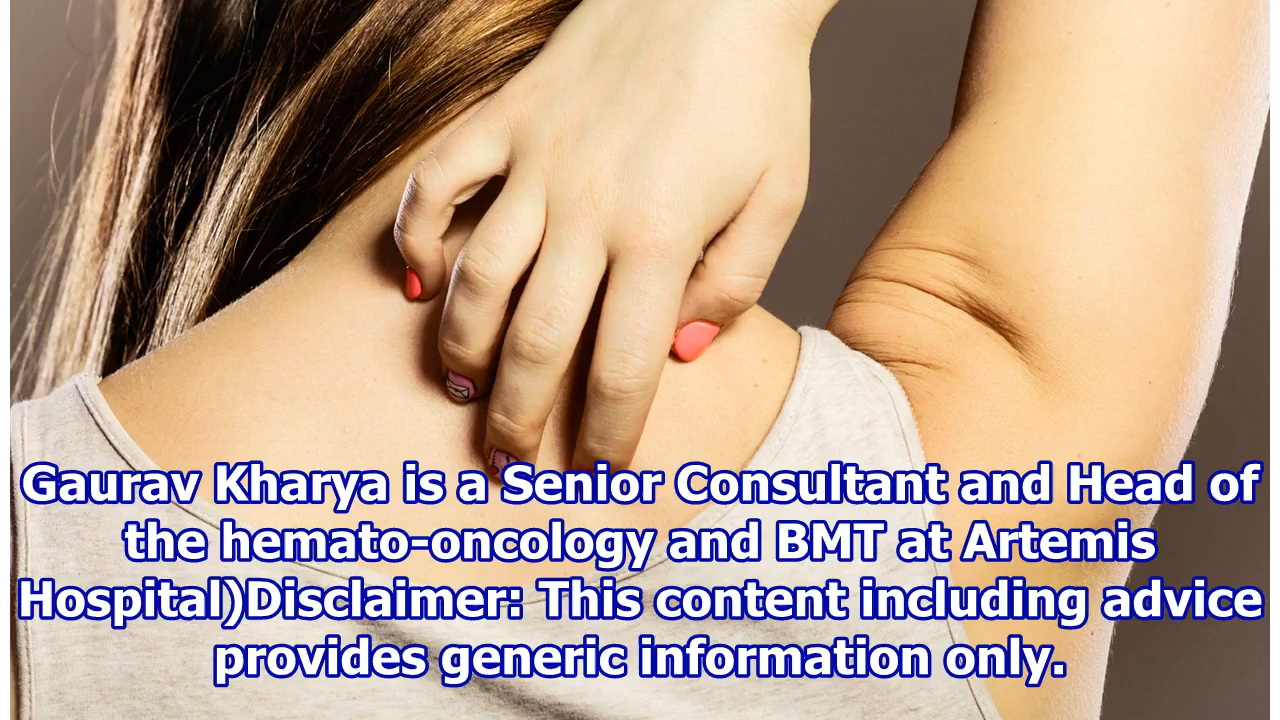 Gaurav Kharya is a Senior Consultant and Head of
the hemato-oncology and BMT at Artemis
Hospital)Disclaimer: This content including advice
provides generic information only.